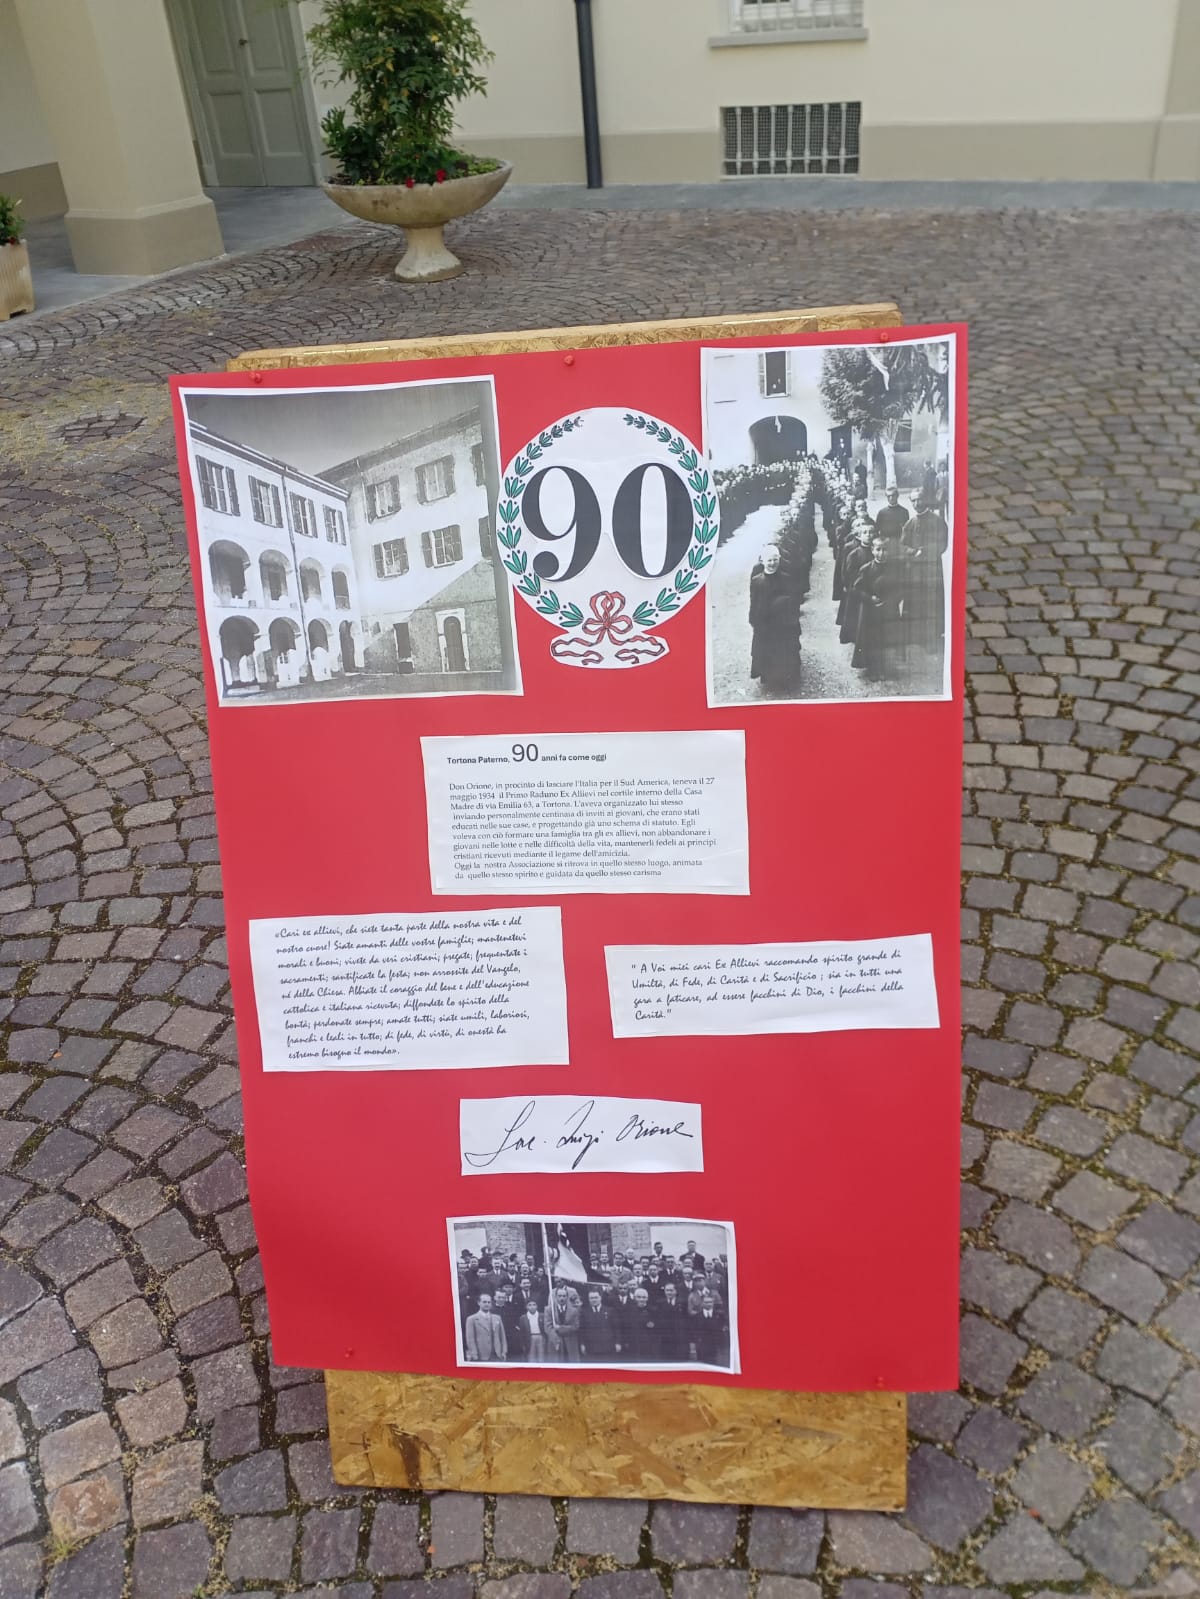 90
Tortona Paterno, 90 anni fa come oggi
Don Orione, in procinto di lasciare l'Italia per il Sud America, teneva il 27
maggio 1934 il Primo Raduno Ex Allievi nel cortile interno della Casa
Madre di via Emilia 63, a Tortona. L'aveva organizzato lui stesso
inviando personalmente centinaia di inviti ai giovani, che erano stati
educati nelle sue case, e progettando già uno schema di statuto. Egli
voleva con ciò formare una famiglia tra gli ex allievi, non abbandonare i
giovani nelle lotte e nelle difficoltà della vita, mantenerli fedeli ai principi
cristiani ricevuti mediante il legame dell'amicizia.
Oggi la nostra Associazione si ritrova in quello stesso luogo, animata
da quello stesso spirito e guidata da quello stesso carisma
«Cari ex allievi, che siete tanta parte della nostra vita e del
nostro cuore! Siate amanti delle vostre famiglie; mantenetevi
morali e buoni; vivete da veri cristiani; pregate; frequentate i
sacramenti; santificate la festa; non arrossite del Vangelo,
né della Chiesa. Abbiate il coraggio del bene e dell'educazione
cattolica e italiana ricevuta; diffondete lo spirito della
bontà; perdonate sempre; amate tutti; siate umili, laboriosi,
franchi e leali in tutto; di fede, di virtù, di onestà ha
estremo bisogno il mondo».
" A Voi miei cari Ex Allievi raccomando spirito grande di
Umiltà, di Fede, di Carità e di Sacrificio ; sia in tutti una
gara a faticare, ad essere facchini di Dio, i facchini della
Carità."
Sac. Luigi Orione